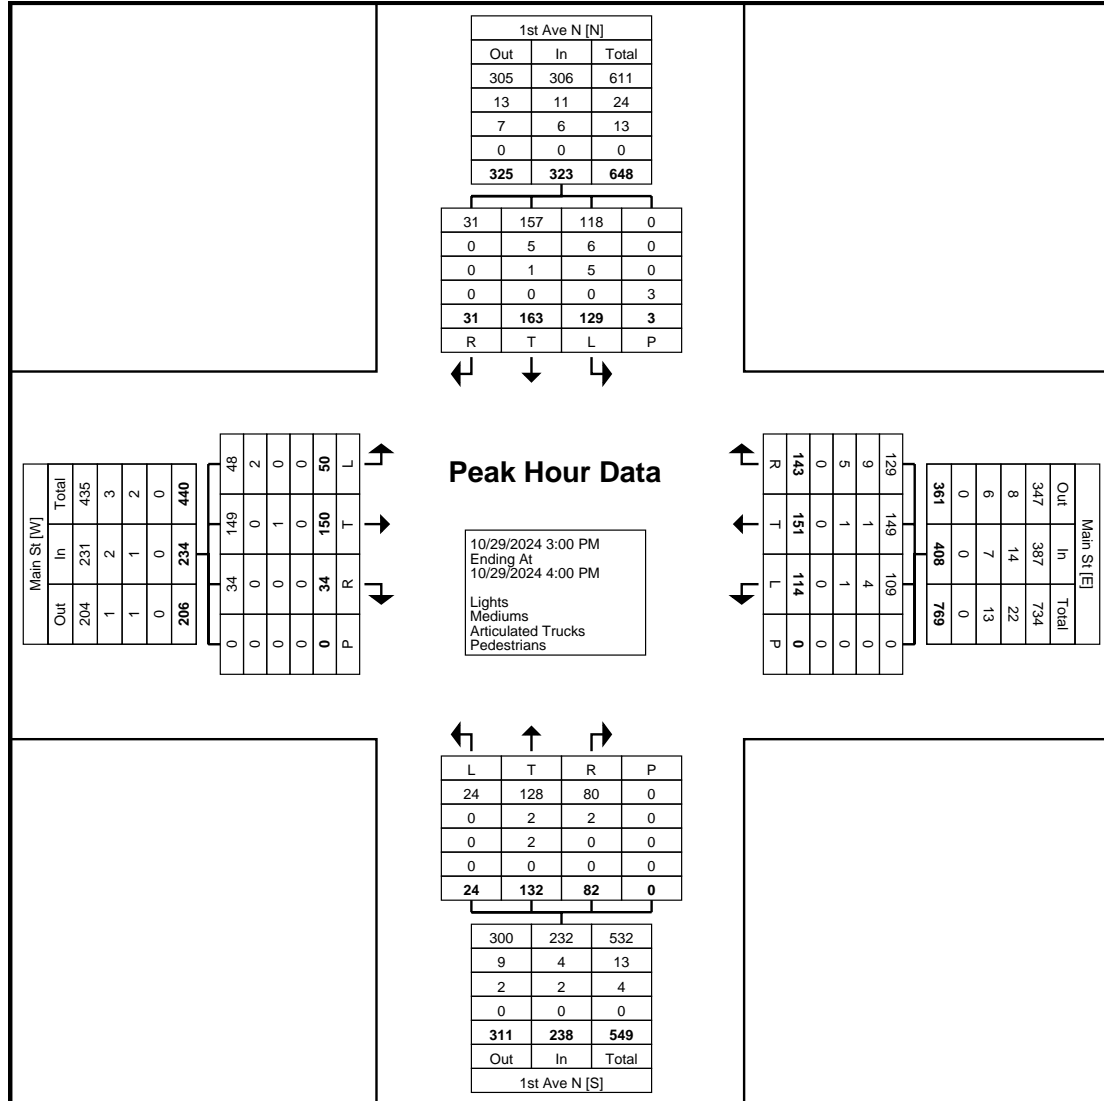 1st Ave N [N]
Out In Total
305 306 611
13 11 24
7 6 13
0 0 0
325 323 648
31 157 118 0
0 5 6 0
0 1 5 0
0 0 0 3
31 163 129 3
R T L P
Main St [W]
Total In Out
435 231 204
3 2 1
2 1 1
0 0 0
440 234 206
48 149 34 0
2 0 0 0
0 1 0 0
0 0 0 0
50 150 34 0
L T R P
Peak Hour Data
10/29/2024 3:00 PM
Ending At
10/29/2024 4:00 PM
Lights
Mediums
Articulated Trucks
Pedestrians
Main St [E]
Out In Total
347 387 734
8 14 22
6 7 13
0 0 0
361 408 769
129 149 109 0
9 1 4 0
5 1 1 0
0 0 0 0
143 151 114 0
R T L P
L T R P
24 128 80 0
0 2 2 0
0 2 0 0
0 0 0 0
24 132 82 0
300 232 532
9 4 13
2 2 4
0 0 0
311 238 549
Out In Total
1st Ave N [S]